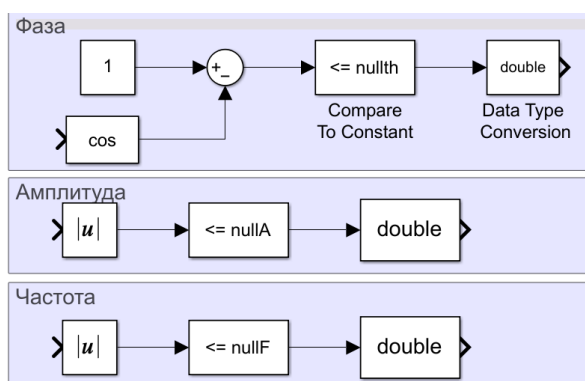 Фаза
1
+
−
<= nullth
double
cos
Compare
To Constant
Data Type
Conversion
Амплитуда
|u|
<= nullA
double
Частота
|u|
<= nullF
double